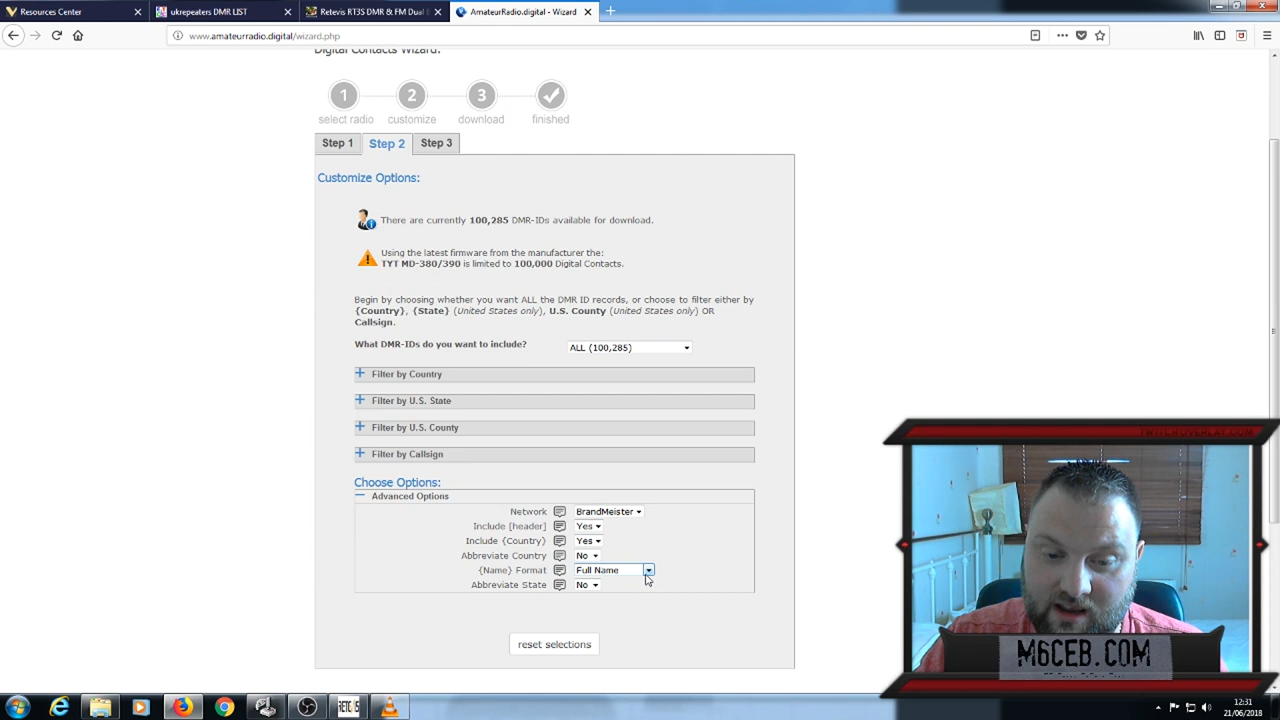 Resources Center
ukrepeaters DMR LIST
Retevis RT3S DMR & FM Dual
AmateurRadio.digital - Wizard
www.amateurradio.digital/wizard.php
Digital Contacts Wizard:
1
2
3
select radio
customize
download
finished
Step 1
Step 2
Step 3
Customize Options:
There are currently 100,285 DMR-IDs available for download.
Using the latest firmware from the manufacturer the:
TYT MD-380/390 is limited to 100,000 Digital Contacts.
Begin by choosing whether you want ALL the DMR ID records, or choose to filter either by
{Country}, {State} (United States only), U.S. County (United States only) OR
Callsign.
What DMR-IDs do you want to include? ALL (100,285)
Filter by Country
Filter by U.S. State
Filter by U.S. County
Filter by Callsign
Choose Options:
Advanced Options
Network BrandMeister
Include [header] Yes
Include {Country} Yes
Abbreviate Country No
{Name} Format Full Name
Abbreviate State No
reset selections
TWITCHOVERLAY.COM
M6CEB.COM
RETEVIS
12:31
21/06/2018